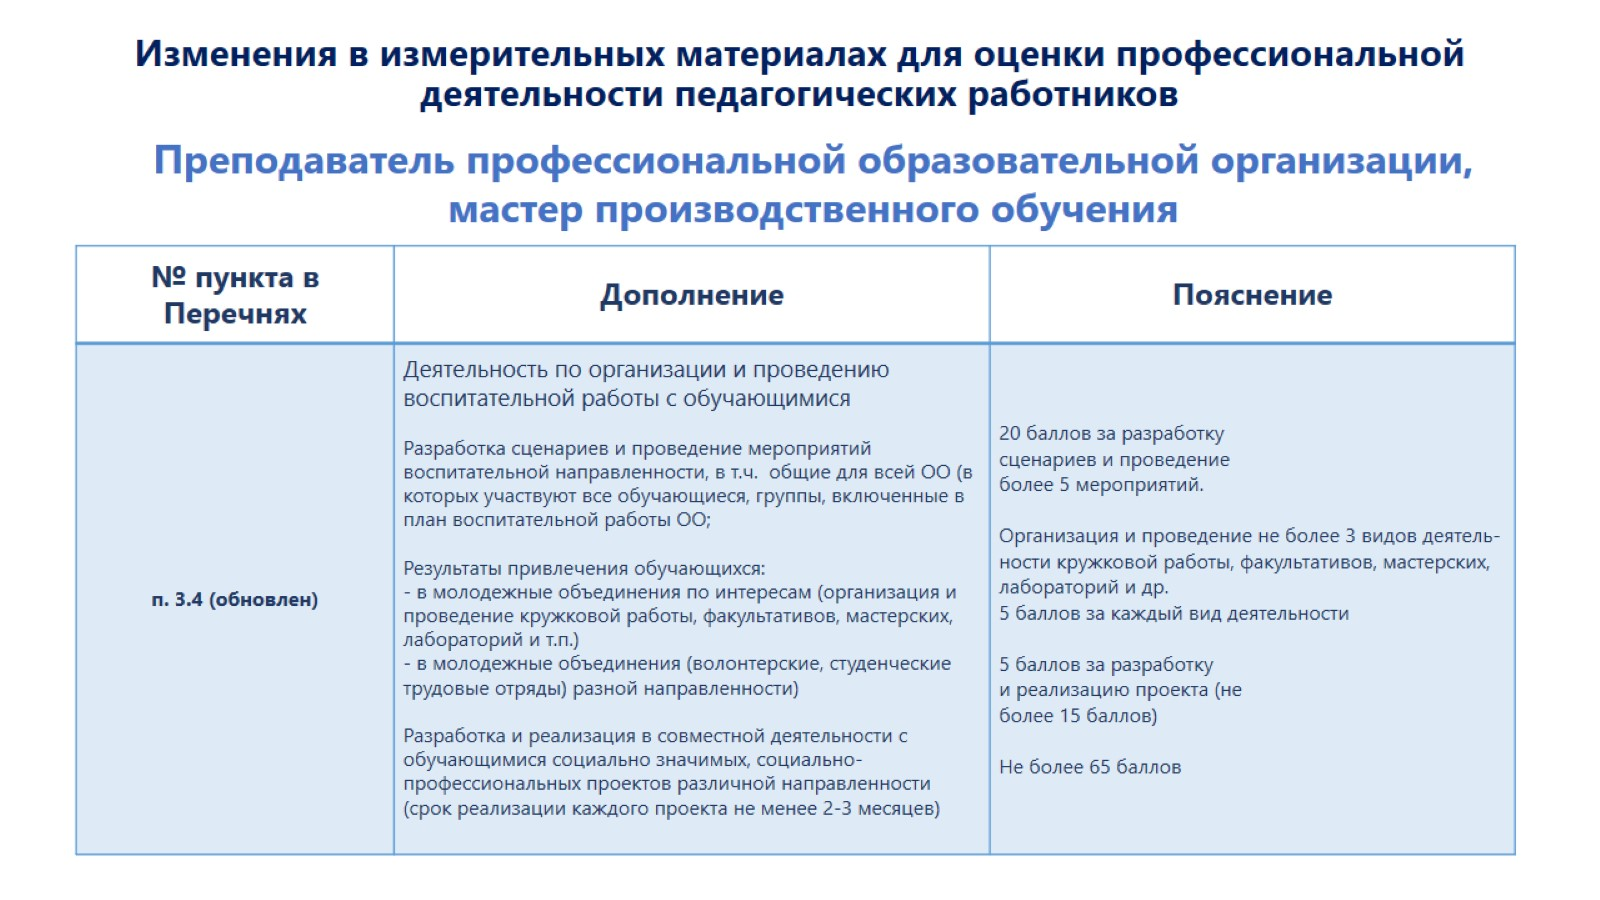 Изменения в измерительных материалах для оценки профессиональной
деятельности педагогических работников
Преподаватель профессиональной образовательной организации,
мастер производственного обучения
№ пункта в
Перечнях
Дополнение
Пояснение
п. 3.4 (обновлен)
Деятельность по организации и проведению
воспитательной работы с обучающимися
Разработка сценариев и проведение мероприятий
воспитательной направленности, в т.ч. общие для всей ОО (в
которых участвуют все обучающиеся, группы, включенные в
план воспитательной работы ОО;
Результаты привлечения обучающихся:
- в молодежные объединения по интересам (организация и
проведение кружковой работы, факультативов, мастерских,
лабораторий и т.п.)
- в молодежные объединения (волонтерские, студенческие
трудовые отряды) разной направленности)
Разработка и реализация в совместной деятельности с
обучающимися социально значимых, социально-
профессиональных проектов различной направленности
(срок реализации каждого проекта не менее 2-3 месяцев)
20 баллов за разработку
сценариев и проведение
более 5 мероприятий.
Организация и проведение не более 3 видов деятель-
ности кружковой работы, факультативов, мастерских,
лабораторий и др.
5 баллов за каждый вид деятельности
5 баллов за разработку
и реализацию проекта (не
более 15 баллов)
Не более 65 баллов